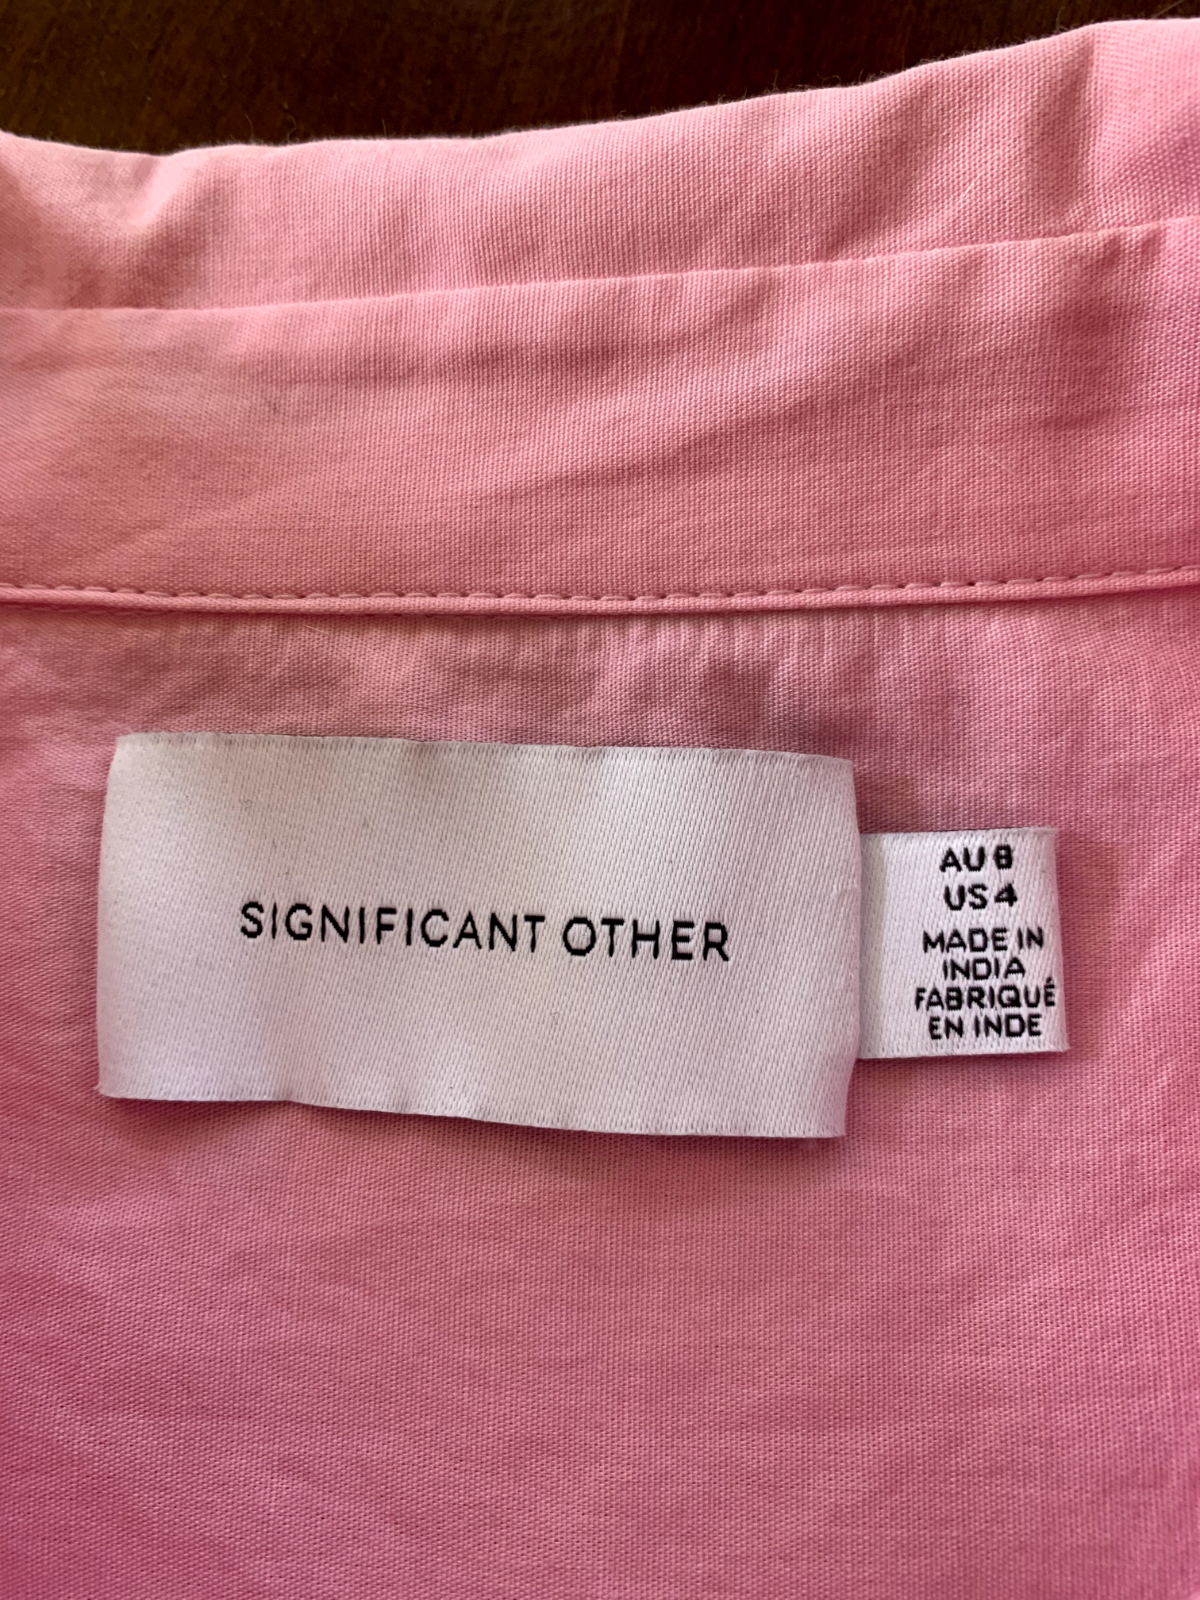 SIGNIFICANT OTHER
AU 8
US 4
MADE IN
INDIA
FABRIQUÉ
EN INDE